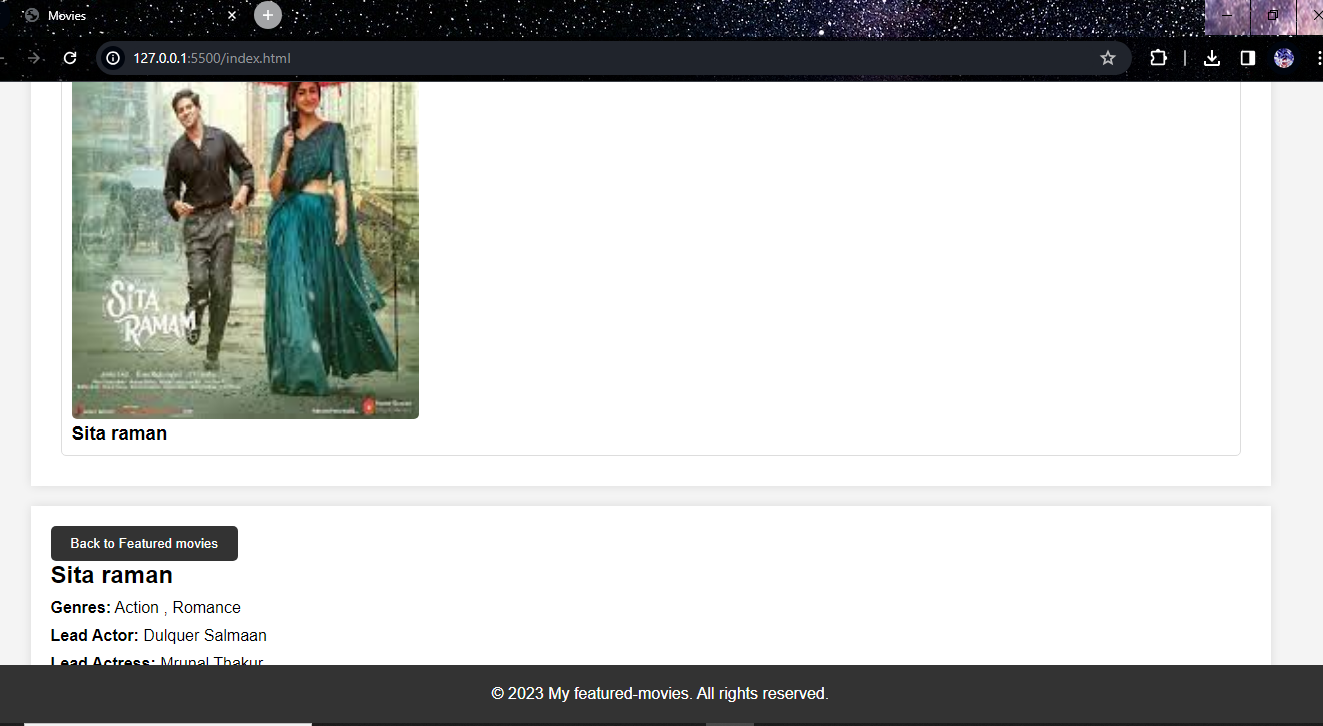 Movies
127.0.0.1:5500/index.html
SITA
RAMAM
Sita raman
Back to Featured movies
Sita raman
Genres: Action , Romance
Lead Actor: Dulquer Salmaan
Lead Actress: Mrunal Thakur
© 2023 My featured-movies. All rights reserved.